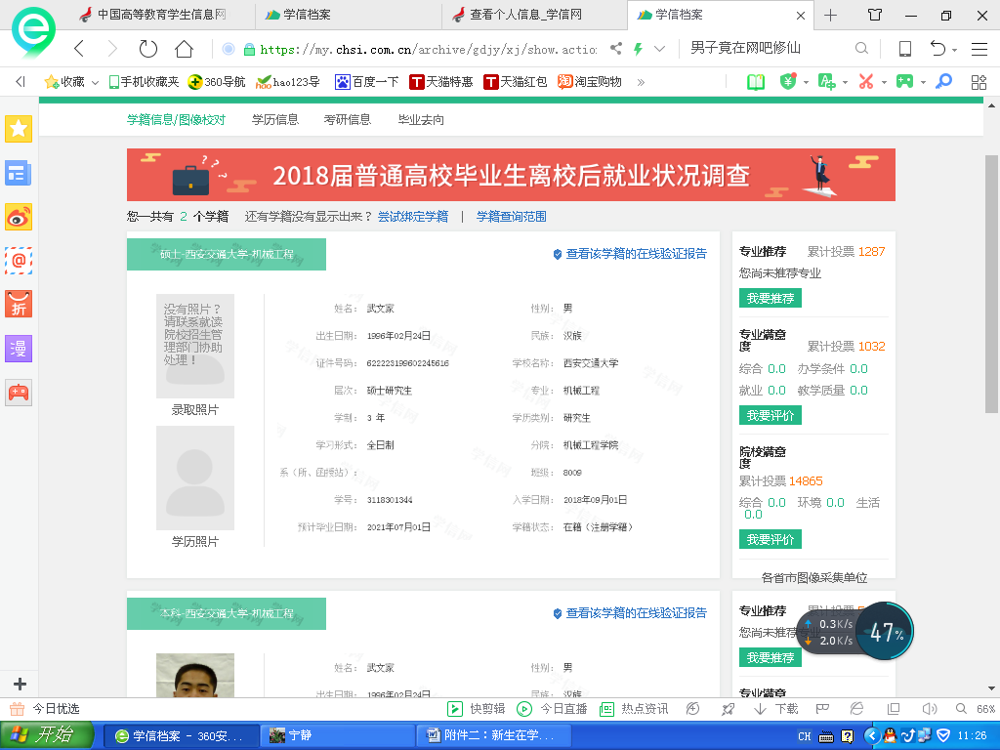 中国高等教育学生信息网
学信档案
查看个人信息_学信网
学信档案
https://my.chsi.com.cn/archive/gdjy/xj/show.actio
男子竟在网吧修仙
收藏
手机收藏夹
360导航
hao123导
百度一下
天猫特惠
天猫红包
淘宝购物
学籍信息/图像校对
学历信息
考研信息
毕业去向
2018届普通高校毕业生离校后就业状况调查
您一共有 2 个学籍 还有学籍没有显示出来？ 尝试绑定学籍 | 学籍查询范围
硕士-西安交通大学-机械工程
查看该学籍的在线验证报告
没有照片？
请联系就读
院校招生管
理部门协助
处理！
录取照片
学历照片
姓名： 武文家 性别： 男
出生日期： 1996年02月24日 民族： 汉族
证件号码： 622223199602245616 学校名称： 西安交通大学
层次： 硕士研究生 专业： 机械工程
学制： 3 年 学历类别： 研究生
学习形式： 全日制 分院： 机械工程学院
系（所、函授站）： 班级： 8009
学号： 3118301344 入学日期： 2018年09月01日
预计毕业日期： 2021年07月01日 学籍状态： 在籍（注册学籍）
专业推荐 累计投票 1287
您尚未推荐专业
我要推荐
专业满意
度 累计投票 1032
综合 0.0 办学条件 0.0
就业 0.0 教学质量 0.0
我要评价
院校满意
度
累计投票 14865
综合 0.0 环境 0.0 生活
0.0
我要评价
各省市图像采集单位
本科-西安交通大学-机械工程
查看该学籍的在线验证报告
姓名： 武文家 性别： 男
出生日期： 1996年02月24日 民族： 汉族
专业推荐
您尚未推荐专业
我要推荐
专业满意
0.3K/s
2.0K/s
47%
今日优选
快剪辑
今日直播
热点资讯
下载
66%
开始
学信档案 - 360安...
宁静
附件二：新生在学...
CH
11:26